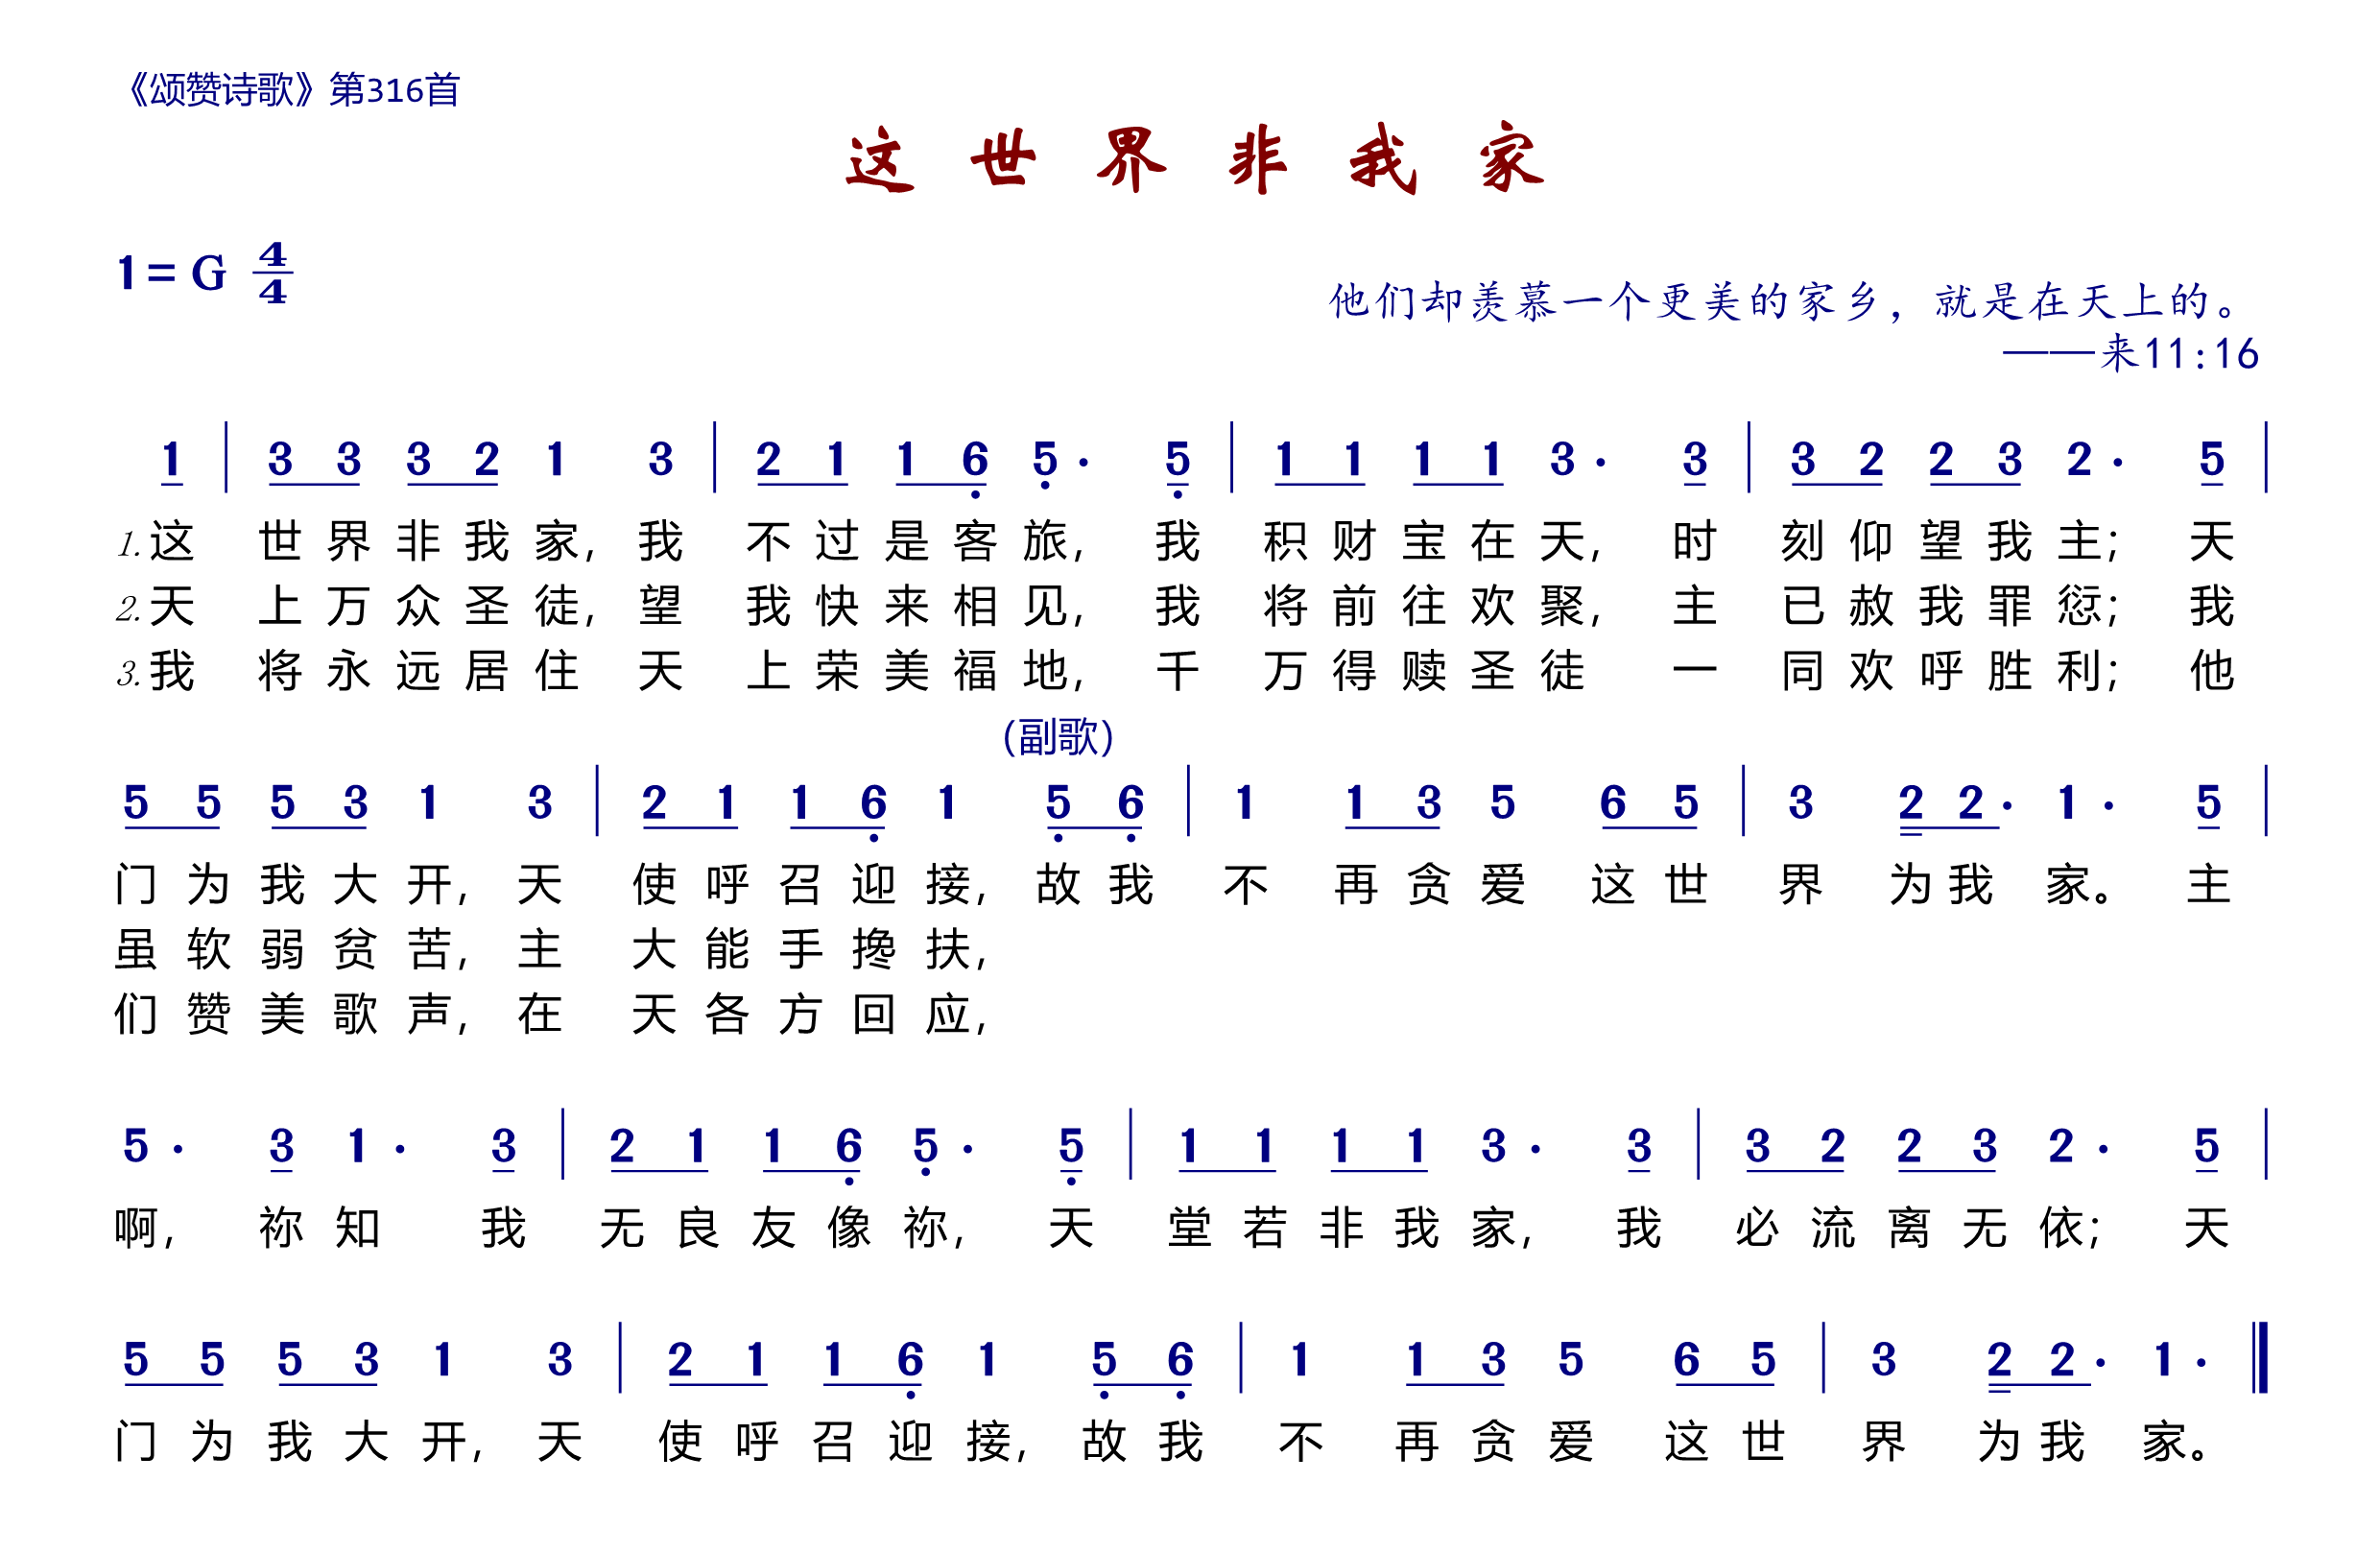 《颂赞诗歌》第316首
这世界非我家
1=G 4/4
他们却羡慕一个更美的家乡，就是在天上的。
——来11:16
1 | 3 3 3 2 1 3 | 2 1 1 6 5 · 5 | 1 1 1 1 3 · 3 | 3 2 2 3 2 · 5 |
1.这 世界非我家,我 不过是客旅, 我 积财宝在天, 时 刻仰望我主; 天
2.天 上万众圣徒,望 我快来相见, 我 将前往欢聚, 主 已赦我罪愆; 我
3.我 将永远居住 天 上荣美福地, 千 万得赎圣徒 一 同欢呼胜利; 他
(副歌)
5 5 5 3 1 3 | 2 1 1 6 1 5 6 | 1 1 3 5 6 5 | 3 2 2 · 1 · 5 |
门为我大开, 天 使呼召迎接, 故我 不 再贪爱 这世 界 为我 家。 主
虽软弱贫苦, 主 大能手搀扶,
们赞美歌声, 在 天各方回应,
5 · 3 1 · 3 | 2 1 1 6 5 · 5 | 1 1 1 1 3 · 3 | 3 2 2 3 2 · 5 |
啊, 祢知 我 无良友像祢, 天 堂若非我家, 我 必流离无依; 天
5 5 5 3 1 3 | 2 1 1 6 1 5 6 | 1 1 3 5 6 5 | 3 2 2 · 1 · ‖
门为我大开, 天 使呼召迎接, 故我 不 再贪爱 这世 界 为我 家。